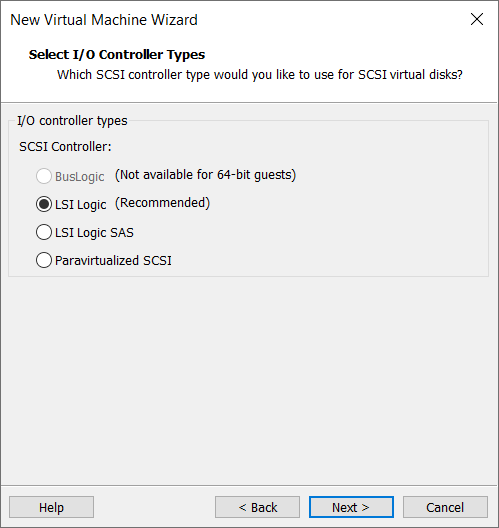 New Virtual Machine Wizard
Select I/O Controller Types
Which SCSI controller type would you like to use for SCSI virtual disks?
I/O controller types
SCSI Controller:
BusLogic (Not available for 64-bit guests)
LSI Logic (Recommended)
LSI Logic SAS
Paravirtualized SCSI
Help < Back Next > Cancel